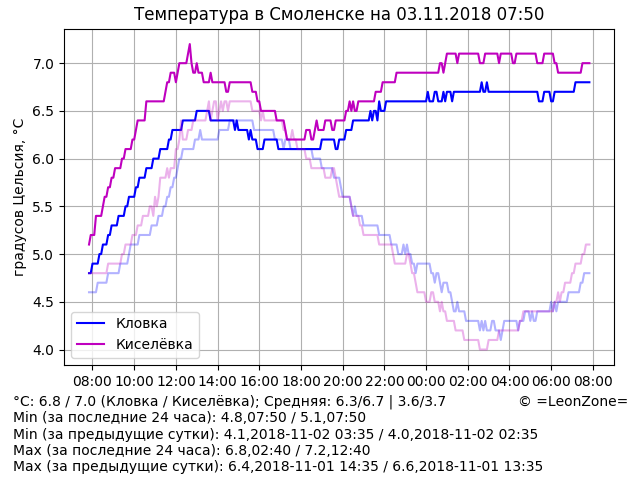 Температура в Смоленске на 03.11.2018 07:50
градусов Цельсия, °C
7.0
6.5
6.0
5.5
5.0
4.5
4.0
Кловка
Киселёвка
08:00 10:00 12:00 14:00 16:00 18:00 20:00 22:00 00:00 02:00 04:00 06:00 08:00
°C: 6.8 / 7.0 (Кловка / Киселёвка); Средняя: 6.3/6.7 | 3.6/3.7 © =LeonZone=
Min (за последние 24 часа): 4.8,07:50 / 5.1,07:50
Min (за предыдущие сутки): 4.1,2018-11-02 03:35 / 4.0,2018-11-02 02:35
Max (за последние 24 часа): 6.8,02:40 / 7.2,12:40
Max (за предыдущие сутки): 6.4,2018-11-01 14:35 / 6.6,2018-11-01 13:35